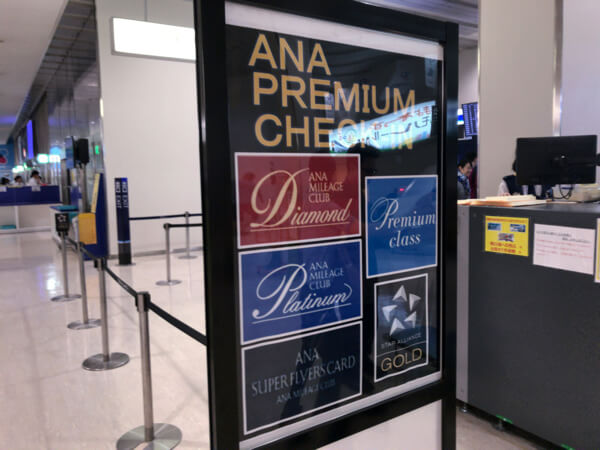 ANA
PREMIUM
CHECK-IN
ANA
MILEAGE
CLUB
Diamond
Premium
class
ANA
MILEAGE
CLUB
Platinum
STAR ALLIANCE
GOLD
ANA
SUPER FLYERS CARD
ANA MILEAGE CLUB